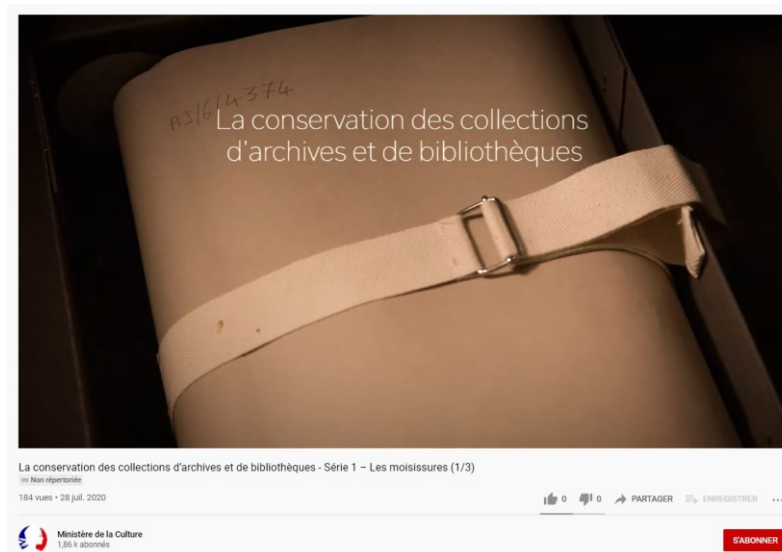 AJ/6/4374
La conservation des collections
d'archives et de bibliothèques
La conservation des collections d'archives et de bibliothèques - Série 1 – Les moisissures (1/3)
Non répertoriée
184 vues • 28 juil. 2020
0 0 PARTAGER ENREGISTRER ...
Ministère de la Culture
1,86 k abonnés
S'ABONNER